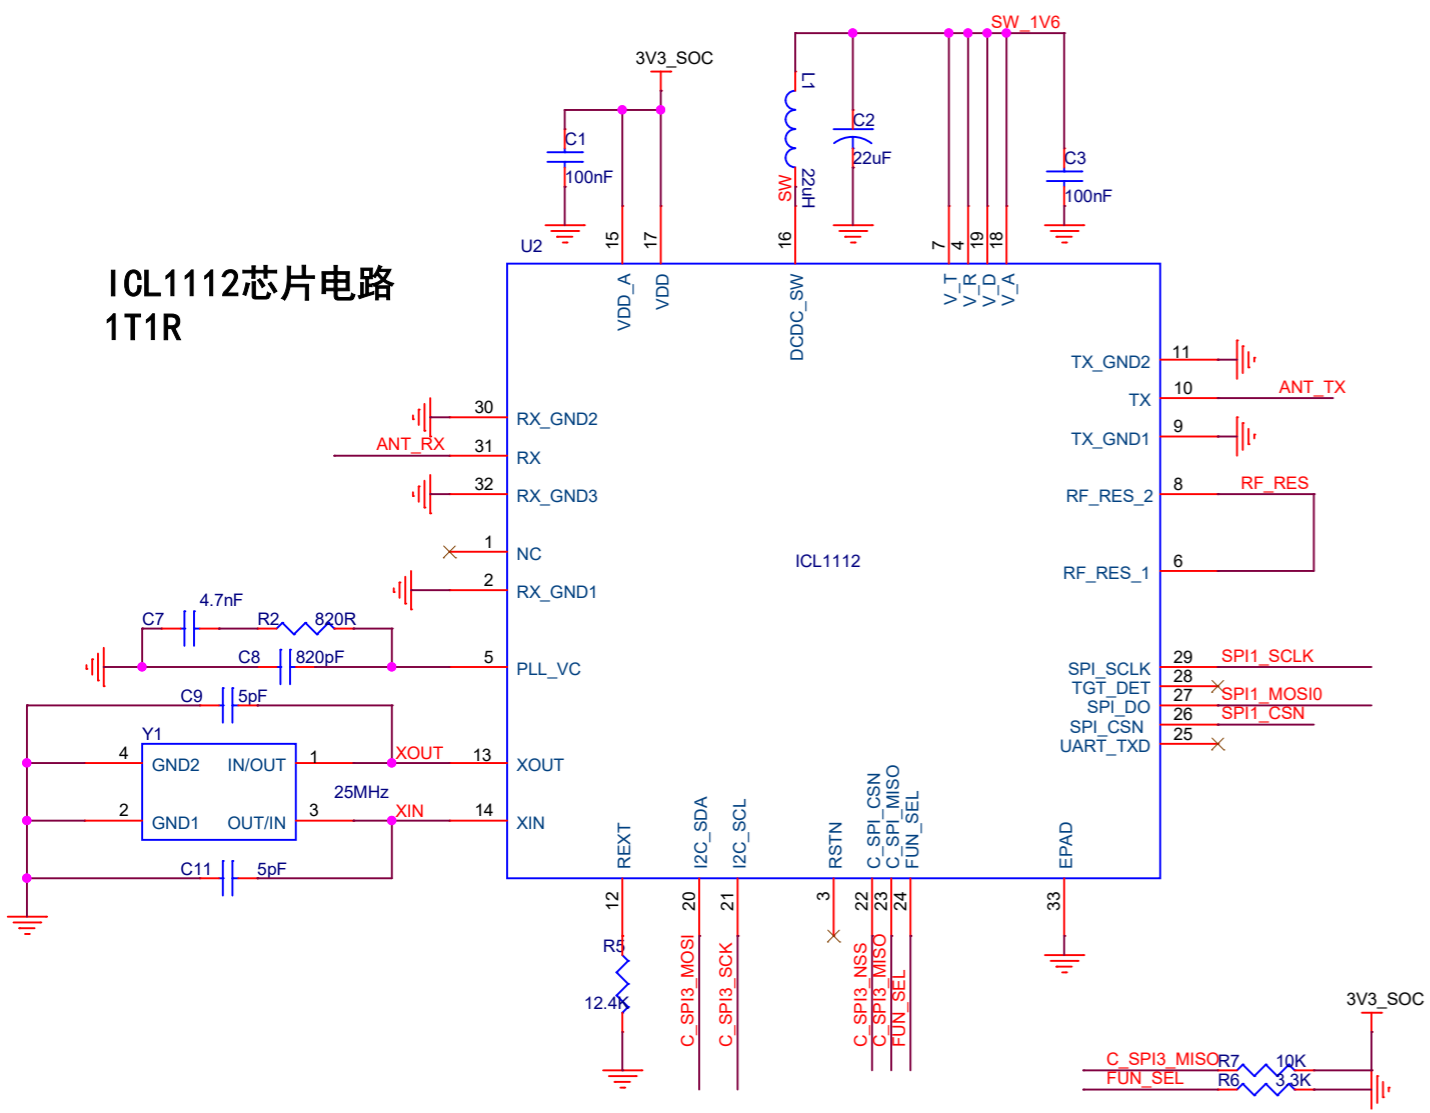 SW_1V6
3V3_SOC
L1
C1
100nF
C2
22uF
SW
22uH
C3
100nF
U2
15
17
16
7
4
19
18
ICL1112芯片电路
1T1R
VDD_A
VDD
DCDC_SW
V_T
V_R
V_D
V_A
TX_GND2
11
TX
10
ANT_TX
TX_GND1
9
RF_RES_2
8
RF_RES
RF_RES_1
6
30
RX_GND2
ANT_RX
31
RX
32
RX_GND3
1
NC
2
RX_GND1
ICL1112
4.7nF
C7
R2
820R
C8
820pF
5
PLL_VC
C9
5pF
Y1
4
GND2
IN/OUT
1
XOUT
13
XOUT
25MHz
2
GND1
OUT/IN
3
XIN
14
XIN
C11
5pF
SPI_SCLK
29
SPI1_SCLK
TGT_DET
28
SPI_DO
27
SPI1_MOSI0
SPI_CSN
26
SPI1_CSN
UART_TXD
25
REXT
I2C_SDA
I2C_SCL
RSTN
C_SPI_CSN
C_SPI_MISO
FUN_SEL
EPAD
12
20
21
3
22
23
24
33
R5
12.4K
C_SPI3_MOSI
C_SPI3_SCK
C_SPI3_NSS
C_SPI3_MISO
FUN_SEL
3V3_SOC
C_SPI3_MISO
R7
10K
FUN_SEL
R6
3.3K